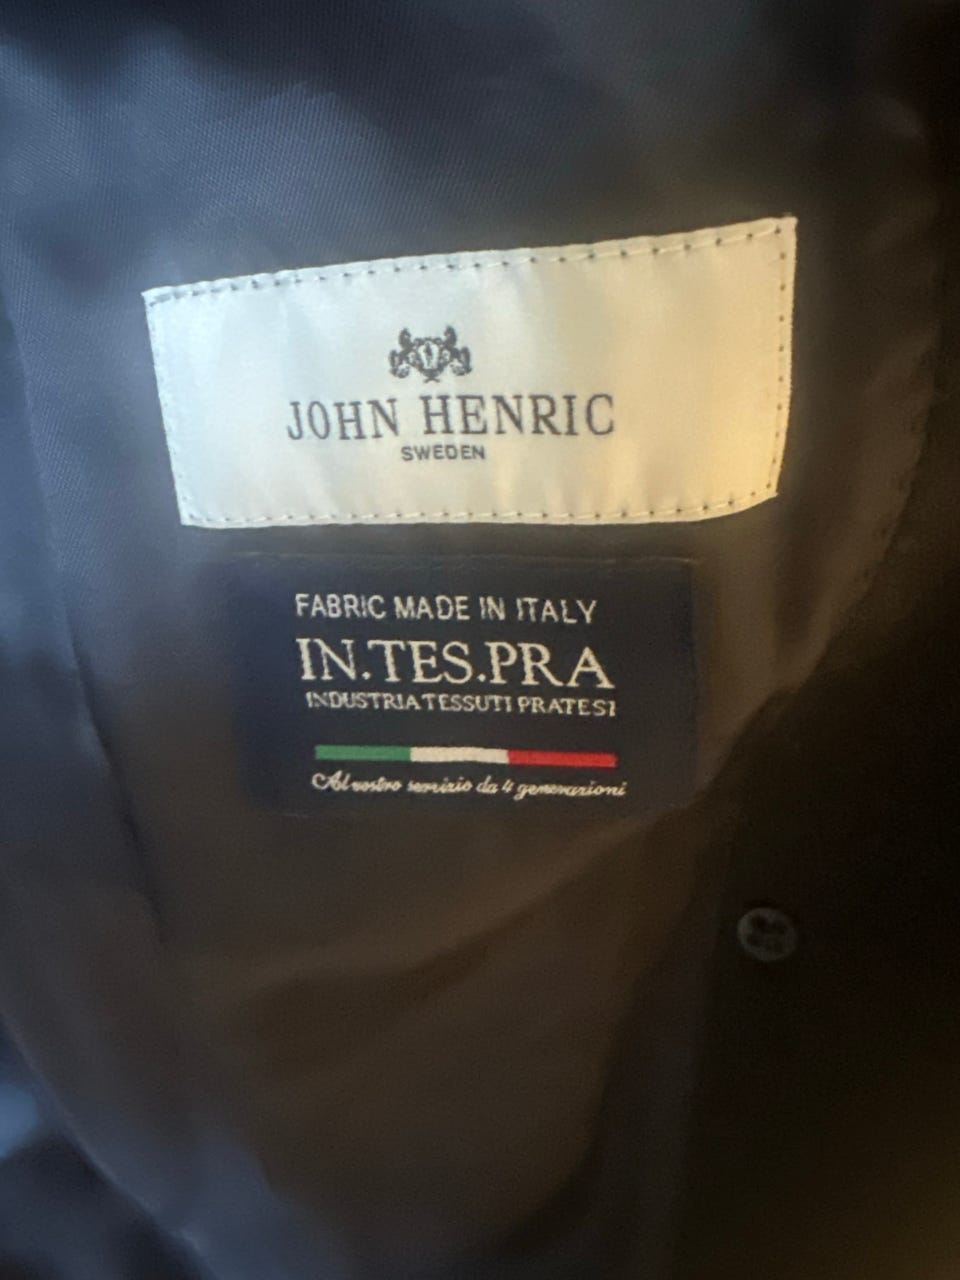 JOHN HENRIC
SWEDEN
FABRIC MADE IN ITALY
IN.TES.PRA
INDUSTRIA TESSUTI PRATESI
Al vostro servizio da 4 generazioni